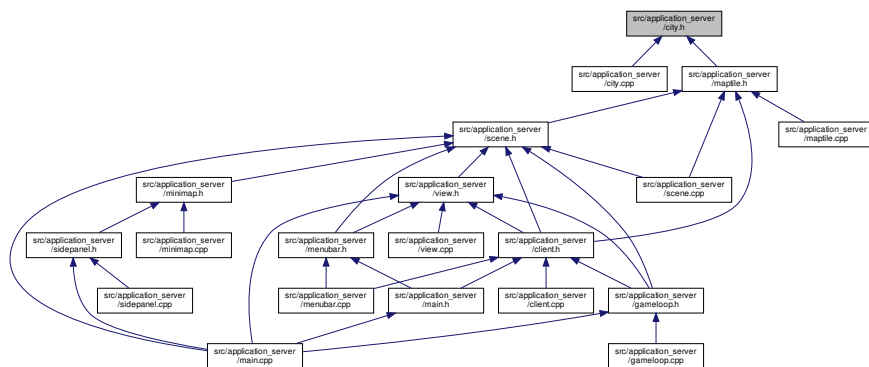 src/application_server
/city.h
src/application_server
/city.cpp
src/application_server
/maptile.h
src/application_server
/scene.h
src/application_server
/maptile.cpp
src/application_server
/minimap.h
src/application_server
/view.h
src/application_server
/scene.cpp
src/application_server
/sidepanel.h
src/application_server
/minimap.cpp
src/application_server
/menubar.h
src/application_server
/view.cpp
src/application_server
/client.h
src/application_server
/sidepanel.cpp
src/application_server
/menubar.cpp
src/application_server
/main.h
src/application_server
/client.cpp
src/application_server
/gameloop.h
src/application_server
/main.cpp
src/application_server
/gameloop.cpp